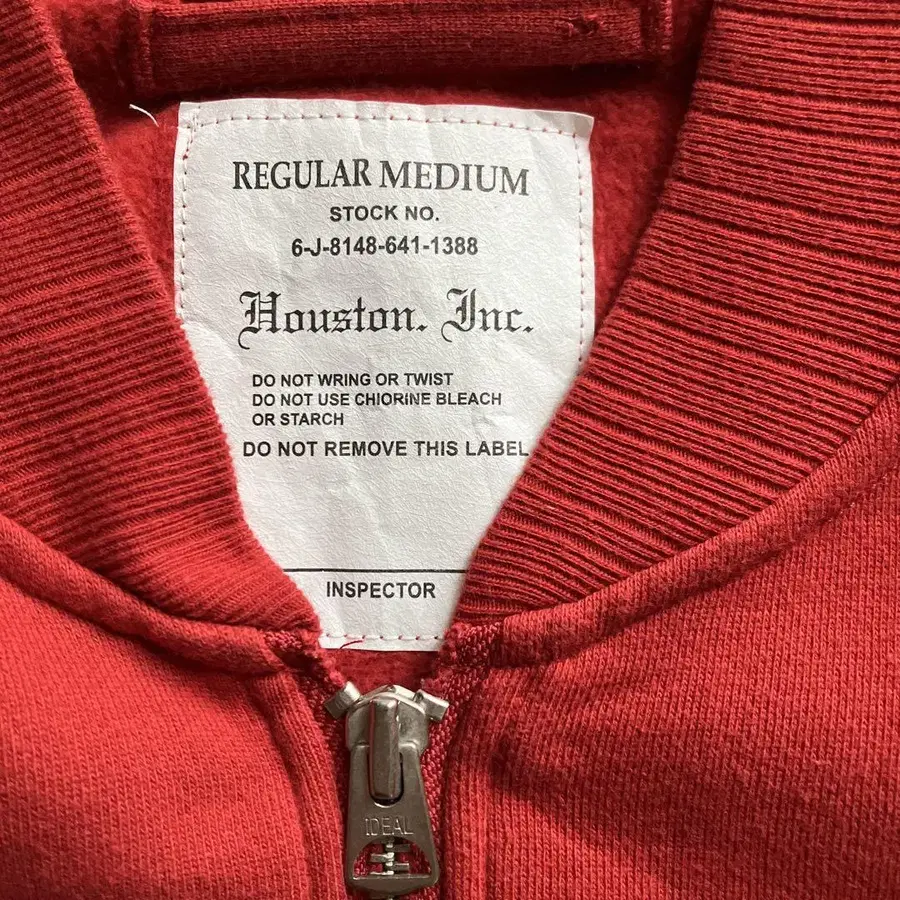 REGULAR MEDIUM
STOCK NO.
6-J-8148-641-1388
Houston. Inc.
DO NOT WRING OR TWIST
DO NOT USE CHIORINE BLEACH
OR STARCH
DO NOT REMOVE THIS LABEL
INSPECTOR
IDEAL